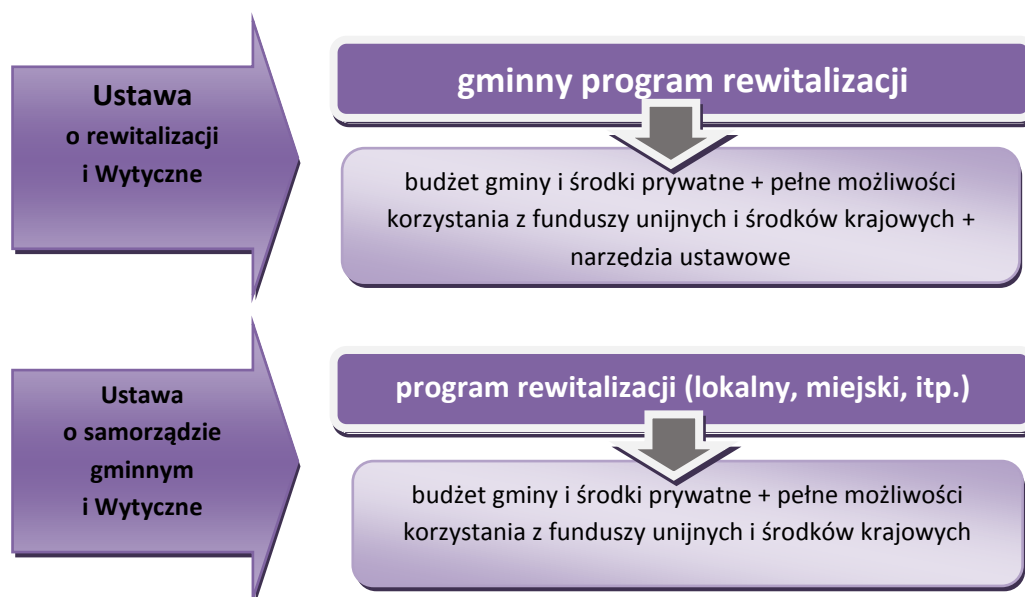 Ustawa
o rewitalizacji
i Wytyczne
gminny program rewitalizacji
budżet gminy i środki prywatne + pełne możliwości
korzystania z funduszy unijnych i środków krajowych +
narzędzia ustawowe
Ustawa
o samorządzie
gminnym
i Wytyczne
program rewitalizacji (lokalny, miejski, itp.)
budżet gminy i środki prywatne + pełne możliwości
korzystania z funduszy unijnych i środków krajowych